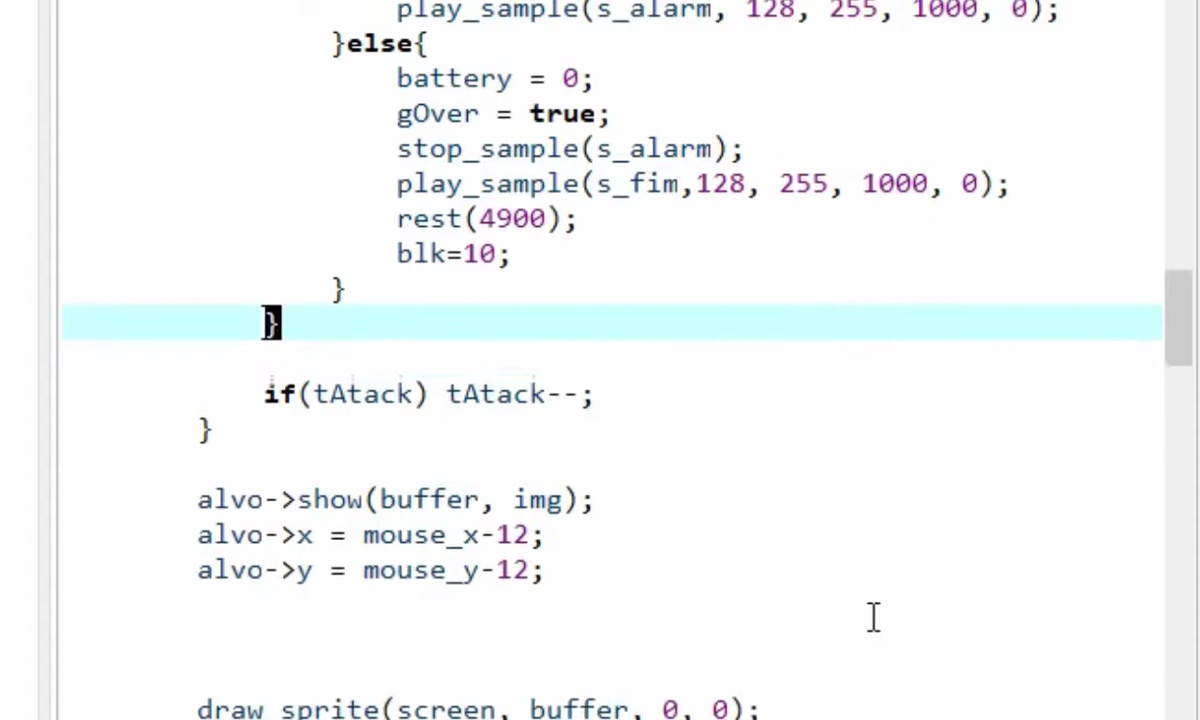 play_sample(s_alarm, 128, 255, 1000, 0);
}else{
battery = 0;
gOver = true;
stop_sample(s_alarm);
play_sample(s_fim,128, 255, 1000, 0);
rest(4900);
blk=10;
}
}
if(tAtack) tAtack--;
}
alvo->show(buffer, img);
alvo->x = mouse_x-12;
alvo->y = mouse_y-12;
draw_sprite(screen, buffer, 0, 0);